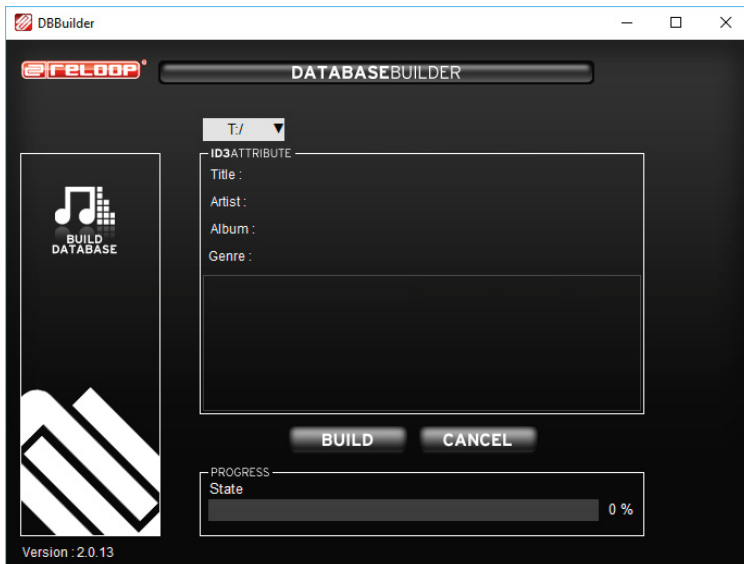 DBBuilder
reloop®
DATABASEBUILDER
T:/
BUILD
DATABASE
ID3ATTRIBUTE
Title :
Artist :
Album :
Genre :
BUILD CANCEL
PROGRESS
State
0 %
Version : 2.0.13